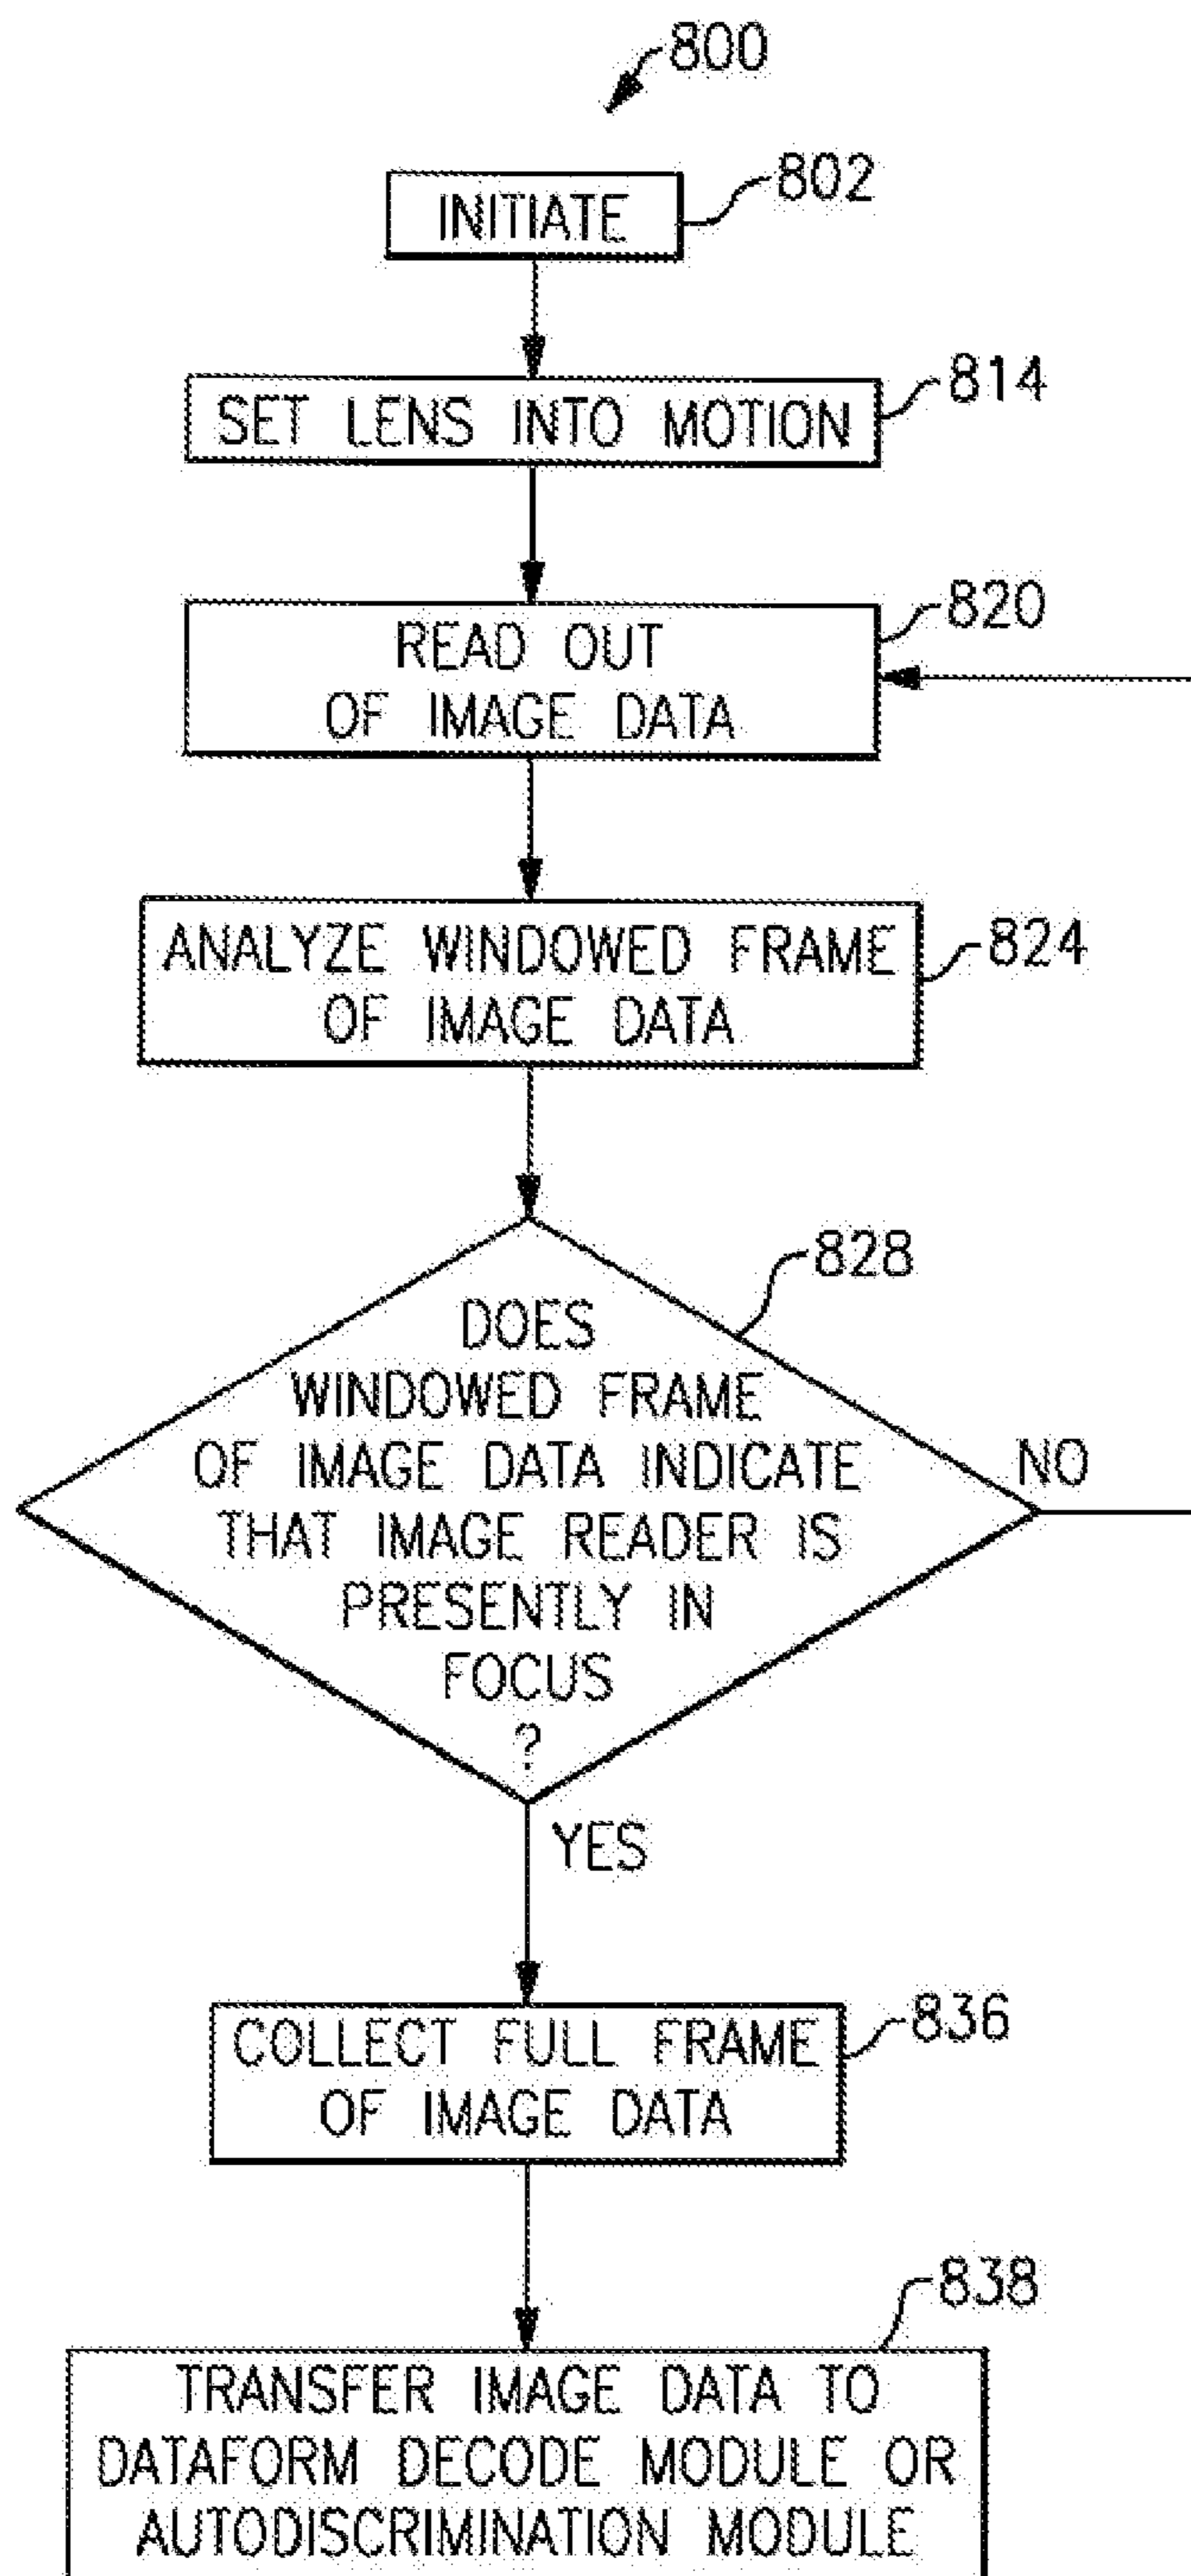 800
INITIATE
802
SET LENS INTO MOTION
814
READ OUT
OF IMAGE DATA
820
ANALYZE WINDOWED FRAME
OF IMAGE DATA
824
828
DOES
WINDOWED FRAME
OF IMAGE DATA INDICATE
THAT IMAGE READER IS
PRESENTLY IN
FOCUS
?
NO
YES
COLLECT FULL FRAME
OF IMAGE DATA
836
838
TRANSFER IMAGE DATA TO
DATAFORM DECODE MODULE OR
AUTODISCRIMINATION MODULE